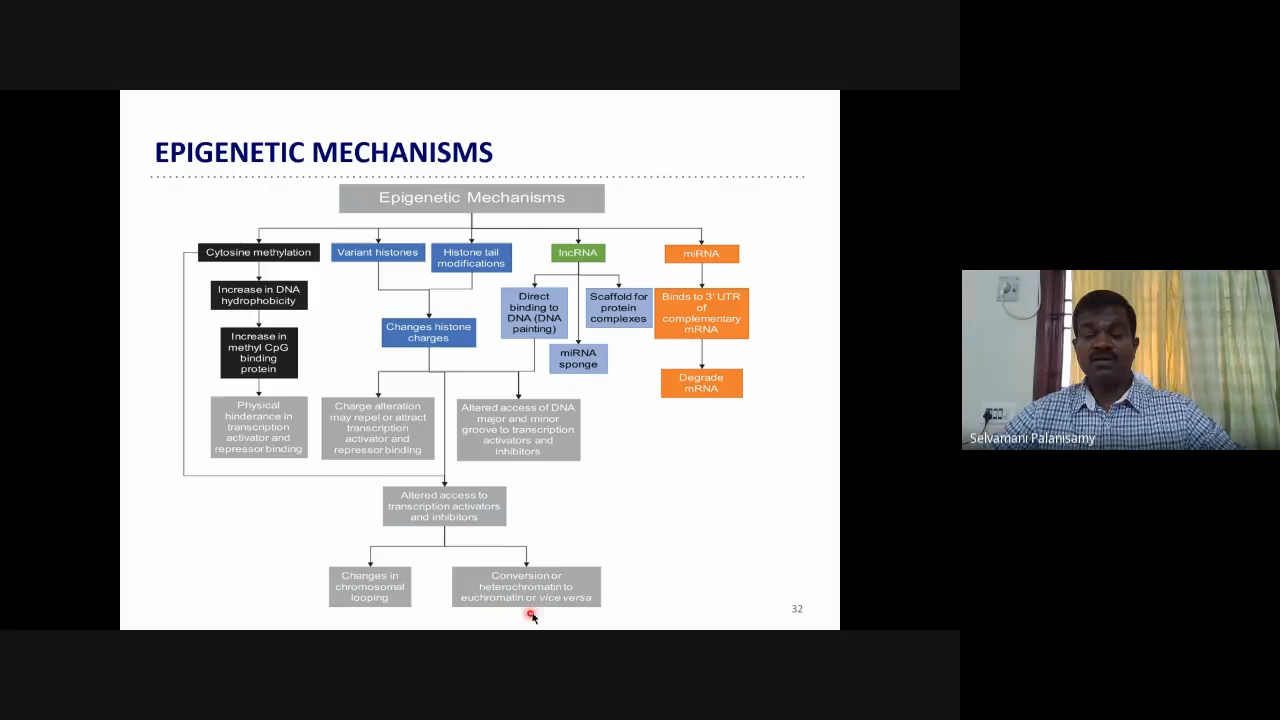 EPIGENETIC MECHANISMS
Epigenetic Mechanisms
Cytosine methylation
Variant histones
Histone tail
modifications
lncRNA
miRNA
Increase in DNA
hydrophobicity
Direct
binding to
DNA (DNA
painting)
Scaffold for
protein
complexes
Binds to 3' UTR
of
complementary
mRNA
Changes histone
charges
Increase in
methyl CpG
binding
protein
miRNA
sponge
Degrade
mRNA
Physical
hinderance in
transcription
activator and
repressor binding
Charge alteration
may repel or attract
transcription
activator and
repressor binding
Altered access of DNA
major and minor
groove to transcription
activators and
inhibitors
Altered access to
transcription activators
and inhibitors
Changes in
chromosomal
looping
Conversion or
heterochromatin to
euchromatin or vice versa
32
Selvamani Palanisamy